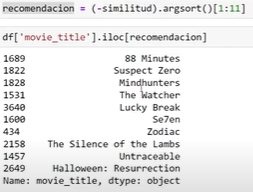 recomendacion = (-similitud).argsort()[1:11]
df['movie_title'].iloc[recomendacion]
1689 88 Minutes
1822 Suspect Zero
1828 Mindhunters
1531 The Watcher
3640 Lucky Break
1600 Se7en
434 Zodiac
2158 The Silence of the Lambs
1457 Untraceable
2649 Halloween: Resurrection
Name: movie_title, dtype: object